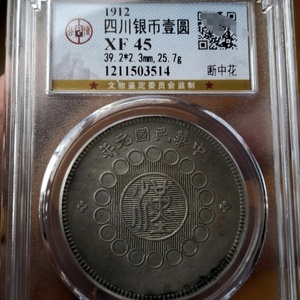 1912
四川银币壹圆
XF 45
39.2*2.3mm,25.7g
1211503514
断中花
★ 文物鉴定委员会监制 ★
中華民國元年
漢